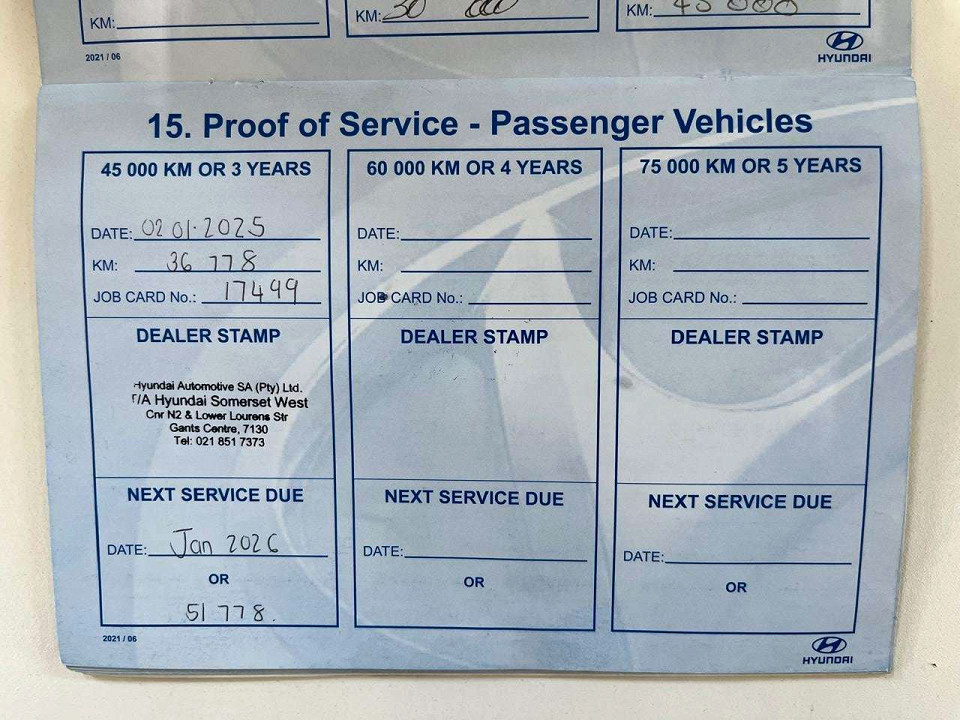 KM:
KM: 30 000
KM: 45 000
2021 / 06
HYUNDAI
15. Proof of Service - Passenger Vehicles
45 000 KM OR 3 YEARS
DATE: 02 01.2025
KM: 36 778
JOB CARD No.: 17499
DEALER STAMP
Hyundai Automotive SA (Pty) Ltd.
T/A Hyundai Somerset West
Cnr N2 & Lower Lourens Str
Gants Centre, 7130
Tel: 021 851 7373
NEXT SERVICE DUE
DATE: Jan 2026
OR
51 778.
60 000 KM OR 4 YEARS
DATE:
KM:
JOB CARD No.:
DEALER STAMP
NEXT SERVICE DUE
DATE:
OR
75 000 KM OR 5 YEARS
DATE:
KM:
JOB CARD No.:
DEALER STAMP
NEXT SERVICE DUE
DATE:
OR
2021 / 06
HYUNDAI